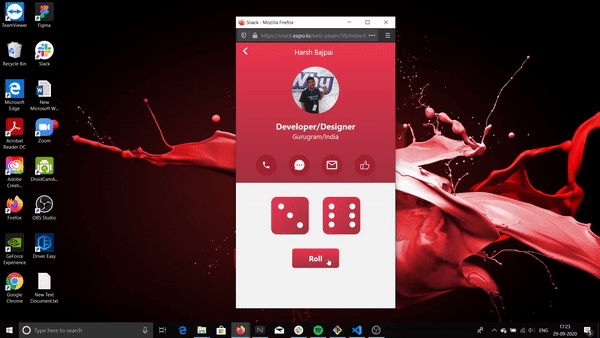 TeamViewer
Figma
Recycle Bin
Slack
Microsoft
Edge
New
Microsoft W...
Acrobat
Reader DC
Zoom
Adobe
Creati...
DroidCamA...
Firefox
OBS Studio
GeForce
Experience
Driver Easy
Google
Chrome
New Text
Document.txt
Snack - Mozilla Firefox
https://snack.expo.io/web-player/38/index.h
Harsh Bajpai
Developer/Designer
Gurugram/India
Roll
Type here to search
ENG
17:23
29-09-2020